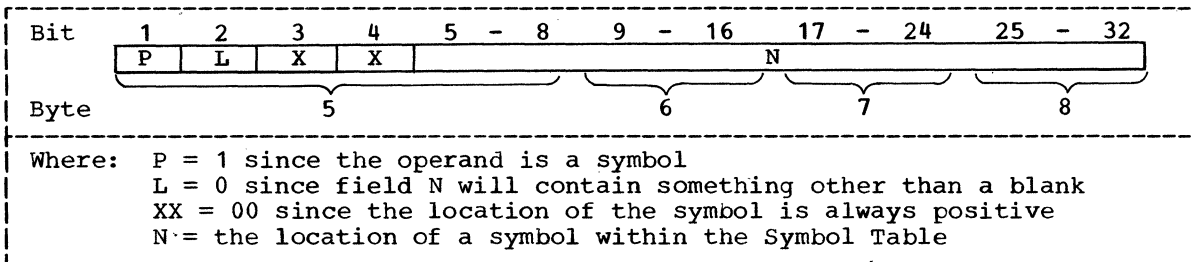 Bit 1 2 3 4 5 - 8 9 - 16 17 - 24 25 - 32
P L X X N
Byte 5 6 7 8
Where: P = 1 since the operand is a symbol
L = 0 since field N will contain something other than a blank
XX = 00 since the location of the symbol is always positive
N = the location of a symbol within the Symbol Table